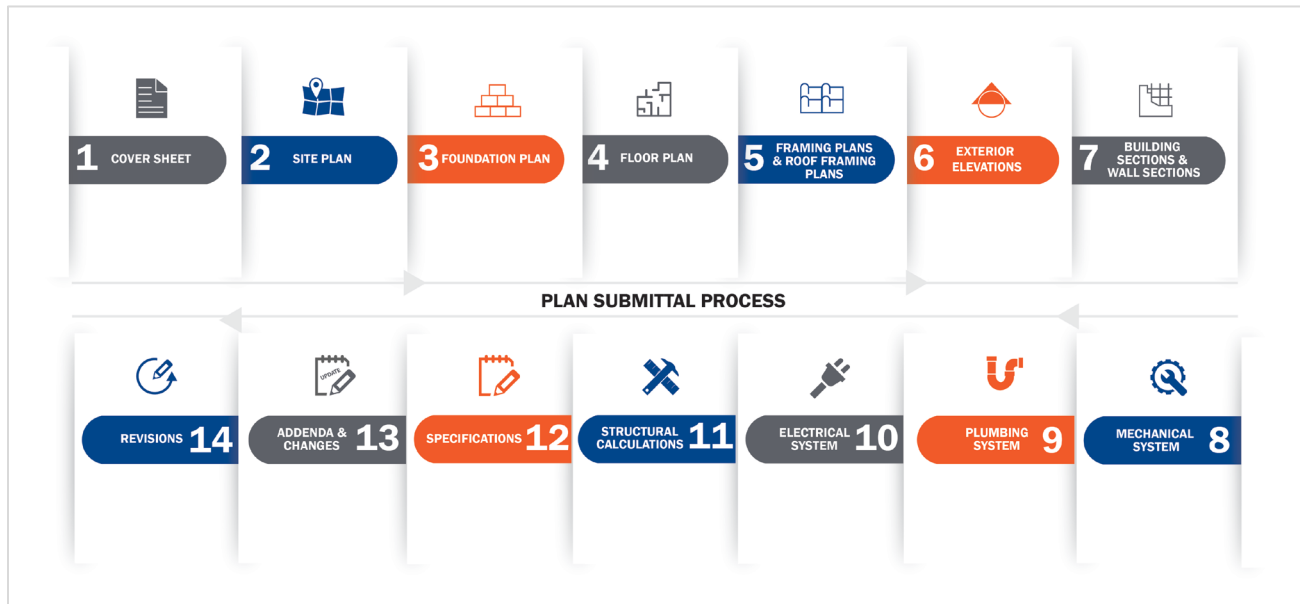 1 COVER SHEET
2 SITE PLAN
3 FOUNDATION PLAN
4 FLOOR PLAN
5 FRAMING PLANS
& ROOF FRAMING
PLANS
6 EXTERIOR
ELEVATIONS
7 BUILDING
SECTIONS &
WALL SECTIONS
PLAN SUBMITTAL PROCESS
REVISIONS 14
UPDATE
ADDENDA &
CHANGES 13
SPECIFICATIONS 12
STRUCTURAL
CALCULATIONS 11
ELECTRICAL
SYSTEM 10
PLUMBING
SYSTEM 9
MECHANICAL
SYSTEM 8